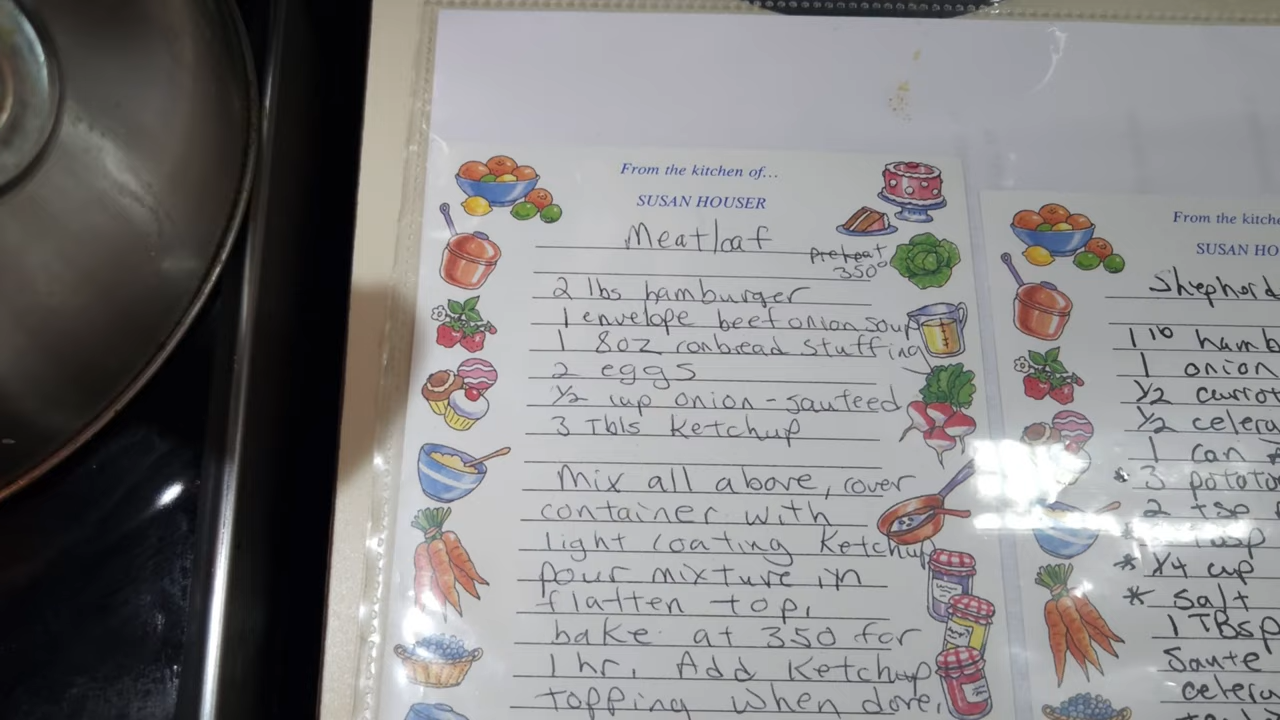 From the kitchen of...
SUSAN HOUSER
Meatloaf
preheat
350°
2 lbs hamburger
1 envelope beef onion soup
1 8oz conbread stuffing
2 eggs
1/2 cup onion - sauteed
3 Tbls Ketchup
Mix all above, cover
container with
light coating Ketchup
pour mixture in
flatten top,
bake at 350 for
1 hr. Add Ketchup
topping when done,
From the kitche
SUSAN HO
Shepherd
1 lb hamb
1 onion
1/2 carrot
1/2 celery
1 can
* 3 potato
2 tsp
* 1/4 cup
* Salt
1 TBsp
Saute
celery